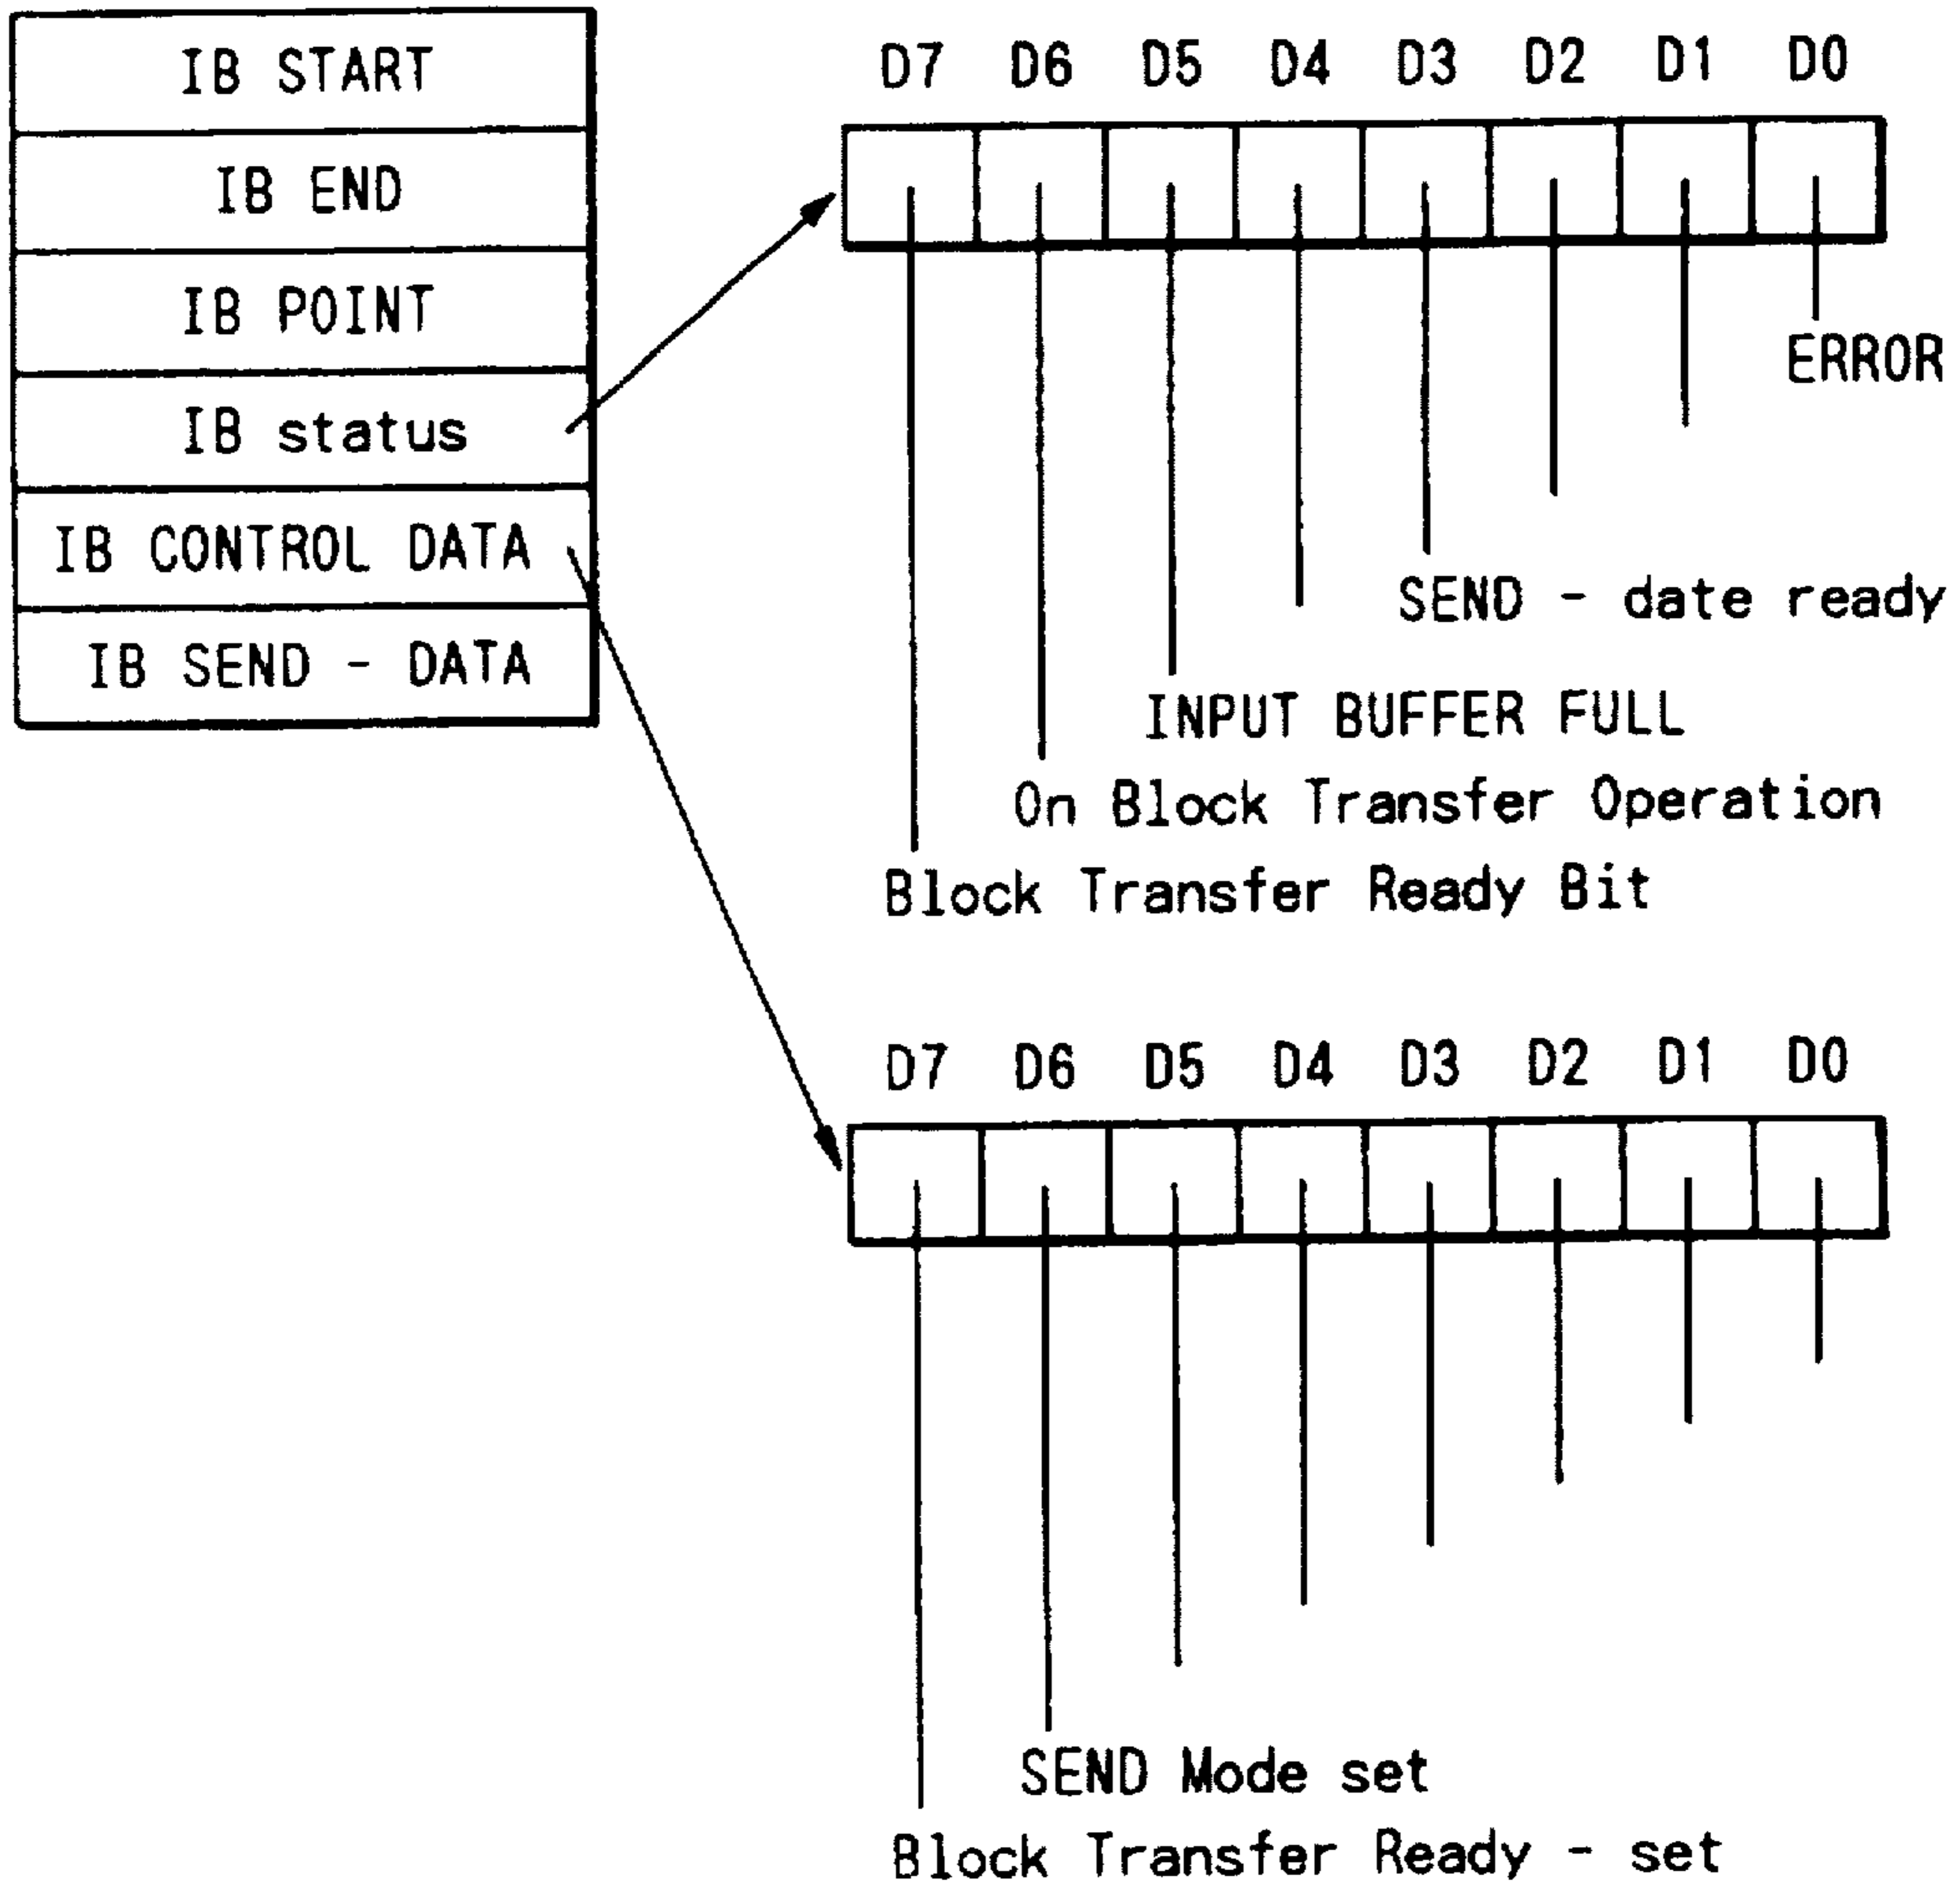 IB START
IB END
IB POINT
IB status
IB CONTROL DATA
IB SEND - DATA
D7 D6 D5 D4 D3 D2 D1 D0
ERROR
SEND - date ready
INPUT BUFFER FULL
On Block Transfer Operation
Block Transfer Ready Bit
D7 D6 D5 D4 D3 D2 D1 D0
SEND Mode set
Block Transfer Ready - set